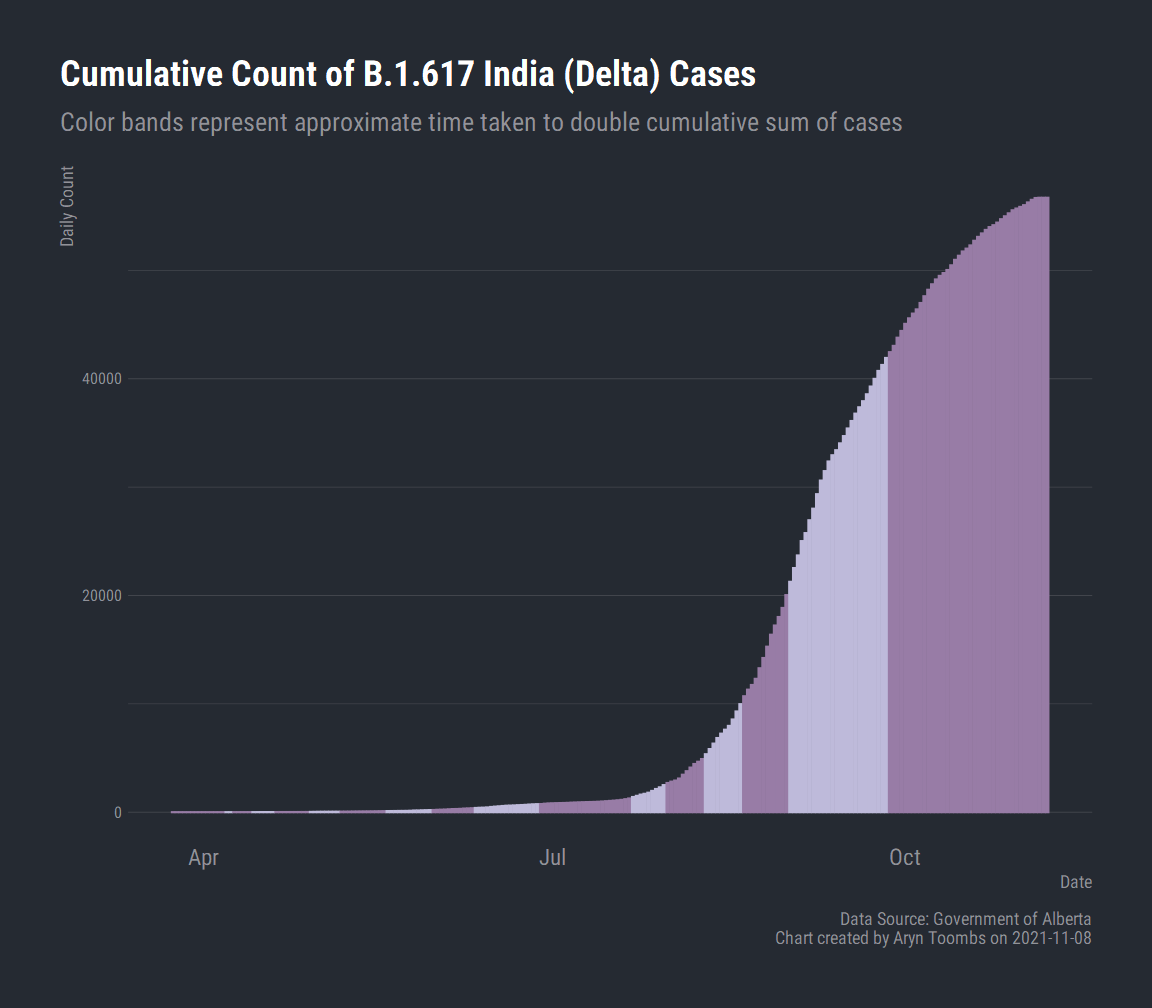 Cumulative Count of B.1.617 India (Delta) Cases
Color bands represent approximate time taken to double cumulative sum of cases
Daily Count
40000
20000
0
Apr
Jul
Oct
Date
Data Source: Government of Alberta
Chart created by Aryn Toombs on 2021-11-08